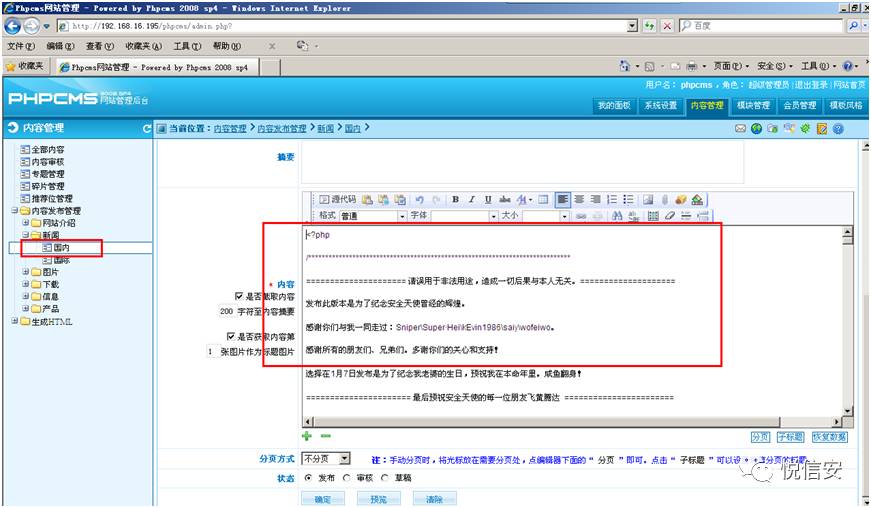 Phpcms网站管理 - Powered by Phpcms 2008 sp4 - Windows Internet Explorer
http://192.168.16.195/phpcms/admin.php?
百度
文件(F) 编辑(E) 查看(V) 收藏夹(A) 工具(T) 帮助(H)
收藏夹 Phpcms网站管理 - Powered by Phpcms 2008 sp4
页面(P) 安全(S) 工具(O)
用户名: phpcms, 角色: 超级管理员 | 退出登录 | 网站首页
PHPCMS 2008 SP4 网站管理后台
我的面板 系统设置 内容管理 模块管理 会员管理 模板风格
内容管理
当前位置: 内容管理 > 内容发布管理 > 新闻 > 国内 >
全部内容
内容审核
专题管理
碎片管理
推荐位管理
内容发布管理
网站介绍
新闻
国内
国际
图片
下载
信息
产品
生成HTML
摘要
源代码
格式 普通 字体 大小
* 内容
是否截取内容
200 字符至内容摘要
是否获取内容第
1 张图片作为标题图片
<?php
/****************************************************************************
====================== 请误用于非法用途，造成一切后果与本人无关。=====================
发布此版本是为了纪念安全天使曾经的辉煌。
感谢你们与我一同走过：Sniper\Super·Hei\kEvin1986\saiy\wofeiwo。
感谢所有的朋友们、兄弟们。多谢你们的关心和支持！
选择在1月7日发布是为了纪念我老婆的生日，预祝我在本命年里。咸鱼翻身！
======================= 最后预祝安全天使的每一位朋友飞黄腾达 ========================
分页 子标题 恢复数据
分页方式 不分页 注：手动分页时，将光标放在需要分页处，点编辑器下面的“ 分页 ”即可。点击“ 子标题 ”可以设
状态 发布 审核 草稿
确定 预览 清除
悦信安